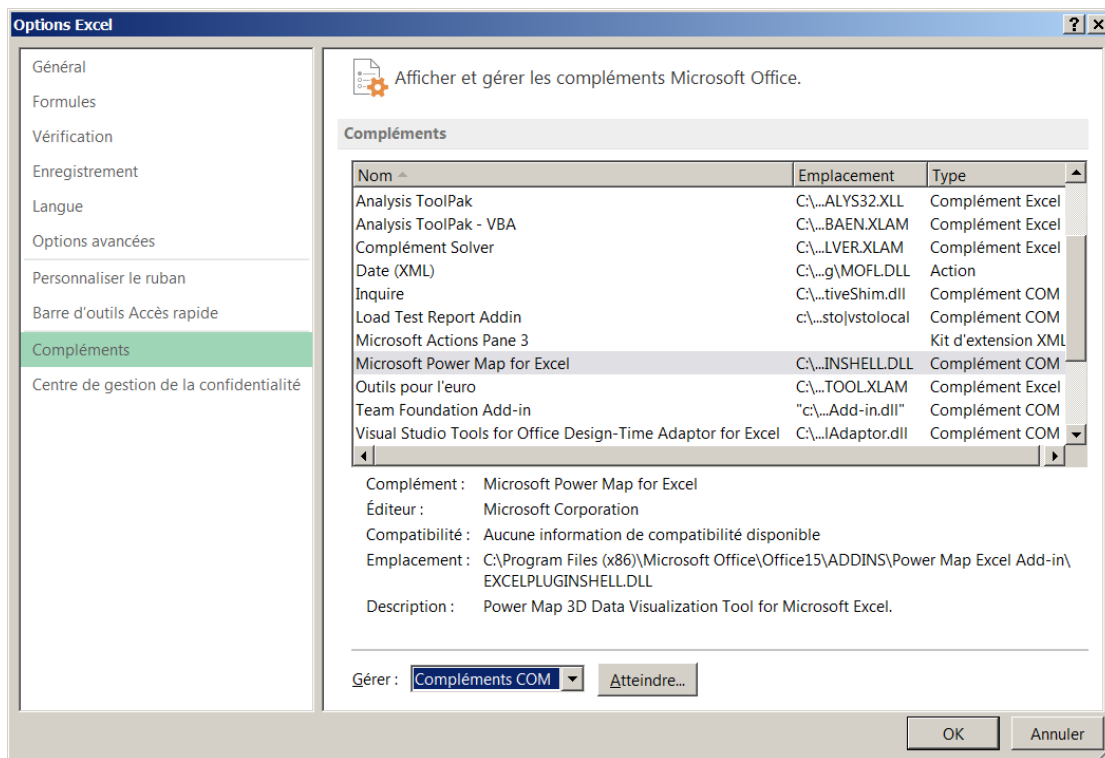 Options Excel
Général
Formules
Vérification
Enregistrement
Langue
Options avancées
Personnaliser le ruban
Barre d'outils Accès rapide
Compléments
Centre de gestion de la confidentialité
Afficher et gérer les compléments Microsoft Office.
Compléments
Nom Emplacement Type
Analysis ToolPak C:\...ALYS32.XLL Complément Excel
Analysis ToolPak - VBA C:\...BAEN.XLAM Complément Excel
Complément Solver C:\...LVER.XLAM Complément Excel
Date (XML) C:\...g\MOFL.DLL Action
Inquire C:\...tiveShim.dll Complément COM
Load Test Report Addin c:\...sto|vstolocal Complément COM
Microsoft Actions Pane 3 Kit d'extension XML
Microsoft Power Map for Excel C:\...INSHELL.DLL Complément COM
Outils pour l'euro C:\...TOOL.XLAM Complément Excel
Team Foundation Add-in "c:\...Add-in.dll" Complément COM
Visual Studio Tools for Office Design-Time Adaptor for Excel C:\...lAdaptor.dll Complément COM
Complément : Microsoft Power Map for Excel
Éditeur : Microsoft Corporation
Compatibilité : Aucune information de compatibilité disponible
Emplacement : C:\Program Files (x86)\Microsoft Office\Office15\ADDINS\Power Map Excel Add-in\
EXCELPLUGINSHELL.DLL
Description : Power Map 3D Data Visualization Tool for Microsoft Excel.
Gérer : Compléments COM Atteindre...
OK Annuler